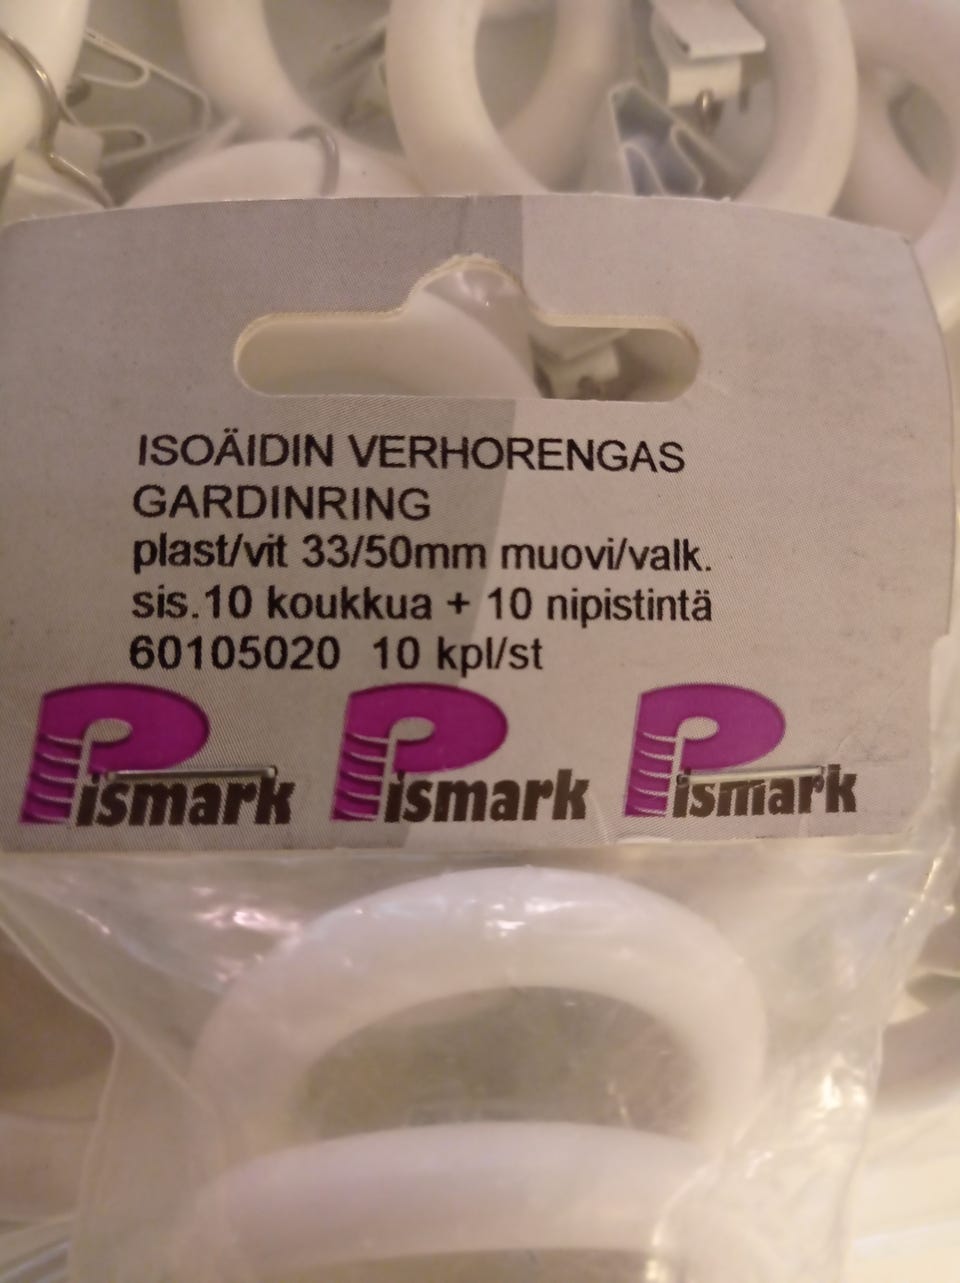 ISOÄIDIN VERHORENGAS
GARDINRING
plast/vit 33/50mm muovi/valk.
sis.10 koukkua + 10 nipistintä
60105020 10 kpl/st
Pismark Pismark Pismark